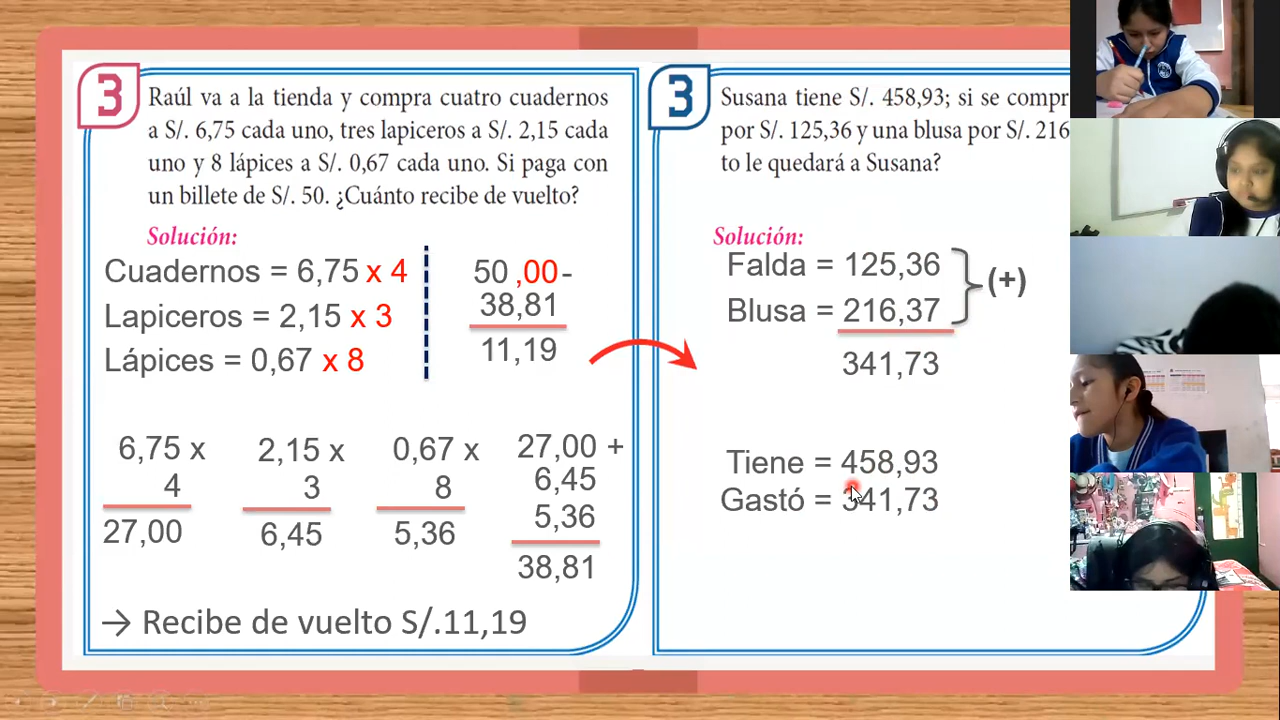 3
Raúl va a la tienda y compra cuatro cuadernos
a S/. 6,75 cada uno, tres lapiceros a S/. 2,15 cada
uno y 8 lápices a S/. 0,67 cada uno. Si paga con
un billete de S/. 50. ¿Cuánto recibe de vuelto?
Solución:
Cuadernos = 6,75 x 4
Lapiceros = 2,15 x 3
Lápices = 0,67 x 8
50 ,00 -
38,81
11,19
6,75 x
4
27,00
2,15 x
3
6,45
0,67 x
8
5,36
27,00 +
6,45
5,36
38,81
→ Recibe de vuelto S/.11,19
3
Susana tiene S/. 458,93; si se compr
por S/. 125,36 y una blusa por S/. 216
to le quedará a Susana?
Solución:
Falda = 125,36
Blusa = 216,37
(+)
341,73
Tiene = 458,93
Gastó = 341,73